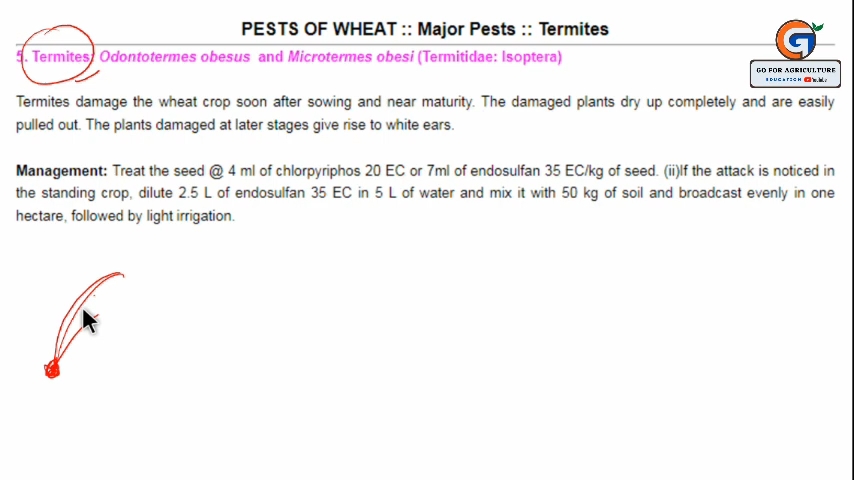 PESTS OF WHEAT :: Major Pests :: Termites
5. Termites: Odontotermes obesus and Microtermes obesi (Termitidae: Isoptera)
GO FOR AGRICULTURE
EDUCATION YouTube
Termites damage the wheat crop soon after sowing and near maturity. The damaged plants dry up completely and are easily
pulled out. The plants damaged at later stages give rise to white ears.
Management: Treat the seed @ 4 ml of chlorpyriphos 20 EC or 7ml of endosulfan 35 EC/kg of seed. (ii)If the attack is noticed in
the standing crop, dilute 2.5 L of endosulfan 35 EC in 5 L of water and mix it with 50 kg of soil and broadcast evenly in one
hectare, followed by light irrigation.